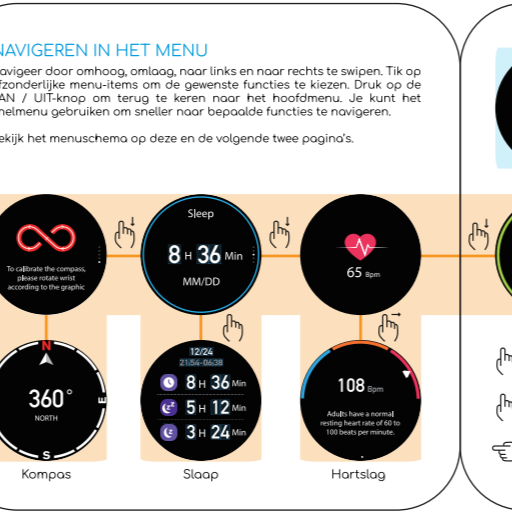 NAVIGEREN IN HET MENU
avigeer door omhoog, omlaag, naar links en naar rechts te swipen. Tik op
fzonderlijke menu-items om de gewenste functies te kiezen. Druk op de
AAN / UIT-knop om terug te keren naar het hoofdmenu. Je kunt het
nelmenu gebruiken om sneller naar bepaalde functies te navigeren.
ekijk het menuschema op deze en de volgende twee pagina's.
To calibrate the compass,
please rotate wrist
according to the graphic
Sleep
8 H 36 Min
MM/DD
65 Bpm
N
360°
NORTH
E
S
12/24
21:54-06:38
8 H 36 Min
5 H 12 Min
3 H 24 Min
108 Bpm
Adults have a normal
resting heart rate of 60 to
100 beats per minute.
Kompas
Slaap
Hartslag